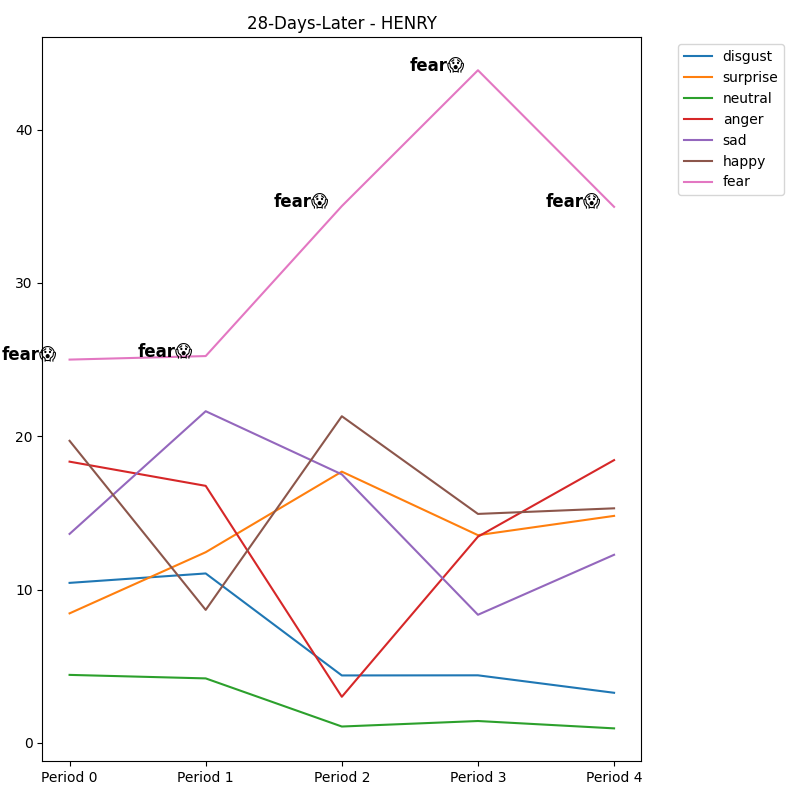 28-Days-Later - HENRY
disgust
surprise
neutral
anger
sad
happy
fear
fear😱
fear😱
fear😱
fear😱
fear😱
40
30
20
10
0
Period 0 Period 1 Period 2 Period 3 Period 4